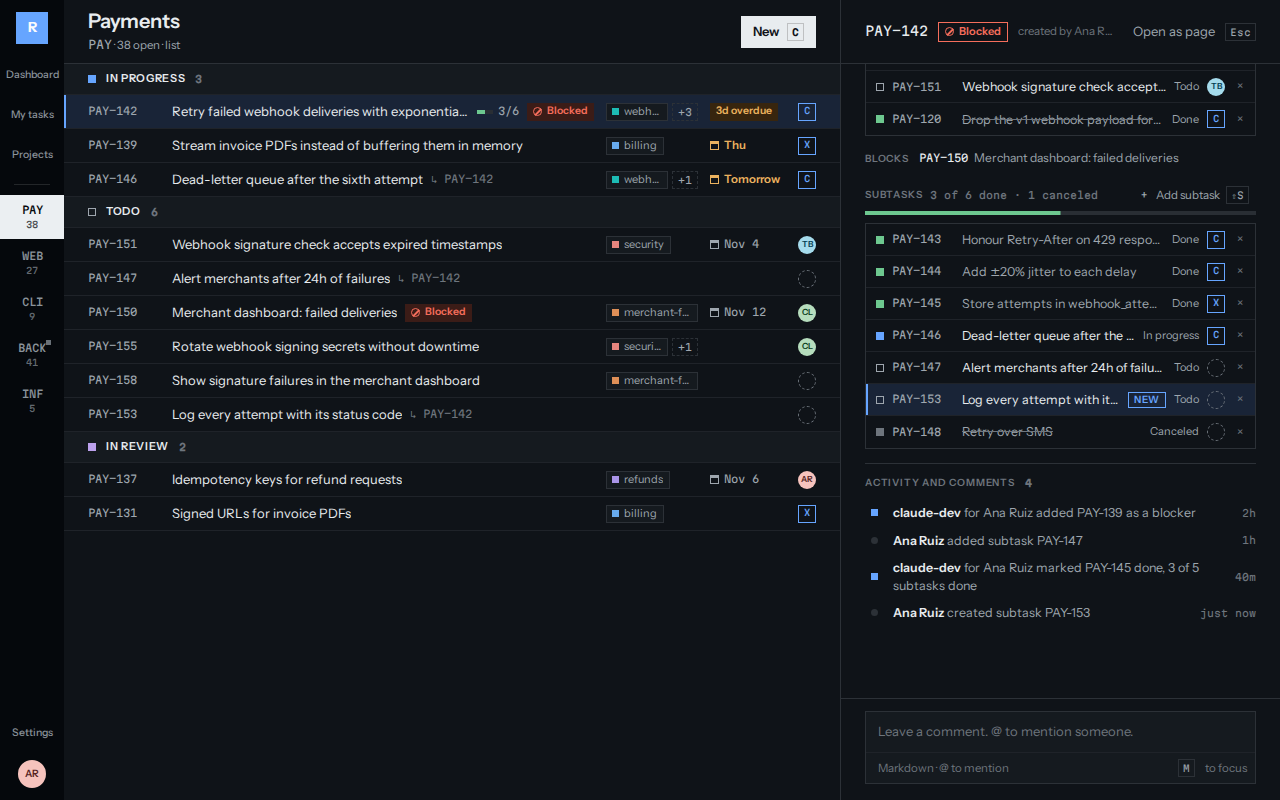 R
Dashboard
My tasks
Projects
PAY
38
WEB
27
CLI
9
BACK
41
INF
5
Settings
AR
Payments
PAY·38 open·list
New C
IN PROGRESS 3
PAY-142 Retry failed webhook deliveries with exponentia... 3/6 Blocked webh... +3 3d overdue C
PAY-139 Stream invoice PDFs instead of buffering them in memory billing Thu X
PAY-146 Dead-letter queue after the sixth attempt ↳ PAY-142 webh... +1 Tomorrow C
TODO 6
PAY-151 Webhook signature check accepts expired timestamps security Nov 4 TB
PAY-147 Alert merchants after 24h of failures ↳ PAY-142
PAY-150 Merchant dashboard: failed deliveries Blocked merchant-f... Nov 12 CL
PAY-155 Rotate webhook signing secrets without downtime securi... +1 CL
PAY-158 Show signature failures in the merchant dashboard merchant-f...
PAY-153 Log every attempt with its status code ↳ PAY-142
IN REVIEW 2
PAY-137 Idempotency keys for refund requests refunds Nov 6 AR
PAY-131 Signed URLs for invoice PDFs billing X
PAY-142 Blocked created by Ana R... Open as page Esc
PAY-151 Webhook signature check accept... Todo TB ×
PAY-120 Drop the v1 webhook payload for... Done C ×
BLOCKS PAY-150 Merchant dashboard: failed deliveries
SUBTASKS 3 of 6 done · 1 canceled + Add subtask ⇧S
PAY-143 Honour Retry-After on 429 respo... Done C ×
PAY-144 Add ±20% jitter to each delay Done C ×
PAY-145 Store attempts in webhook_atte... Done X ×
PAY-146 Dead-letter queue after the ... In progress C ×
PAY-147 Alert merchants after 24h of failu... Todo ×
PAY-153 Log every attempt with it... NEW Todo ×
PAY-148 Retry over SMS Canceled ×
ACTIVITY AND COMMENTS 4
claude-dev for Ana Ruiz added PAY-139 as a blocker 2h
Ana Ruiz added subtask PAY-147 1h
claude-dev for Ana Ruiz marked PAY-145 done, 3 of 5
subtasks done 40m
Ana Ruiz created subtask PAY-153 just now
Leave a comment. @ to mention someone.
Markdown·@ to mention M to focus